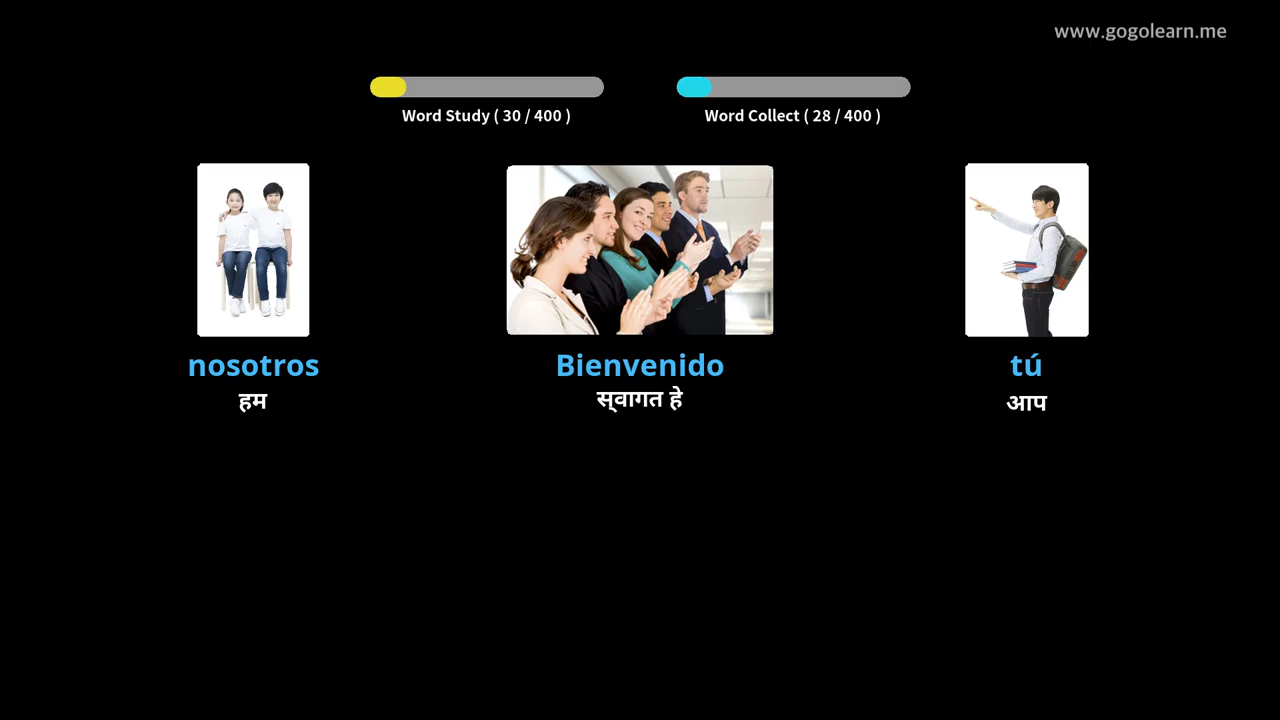 www.gogolearn.me
Word Study ( 30 / 400 )
Word Collect ( 28 / 400 )
nosotros
हम
Bienvenido
स्‌वागत हे
tú
आप